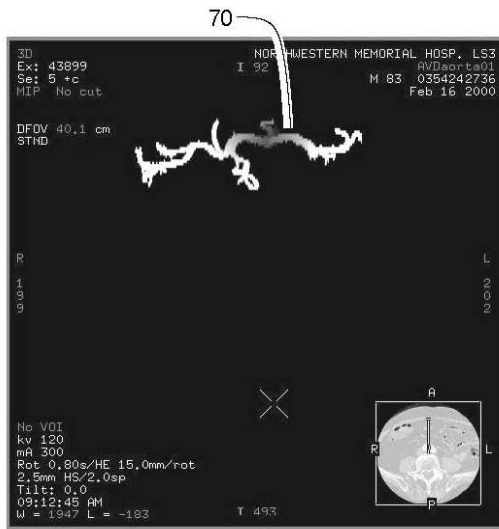 70
3D
Ex: 43899
Se: 5 +c
MIP No cut
I 92
NORTHWESTERN MEMORIAL HOSP. LS3
AVDaorta01
M 83 0354242736
Feb 16 2000
DFOV 40.1 cm
STND
R
1
9
9
L
2
0
2
A
R
L
P
No VOI
kv 120
mA 300
Rot 0.80s/HE 15.0mm/rot
2.5mm HS/2.0sp
Tilt: 0.0
09:12:45 AM
W = 1947 L = -183
I 493